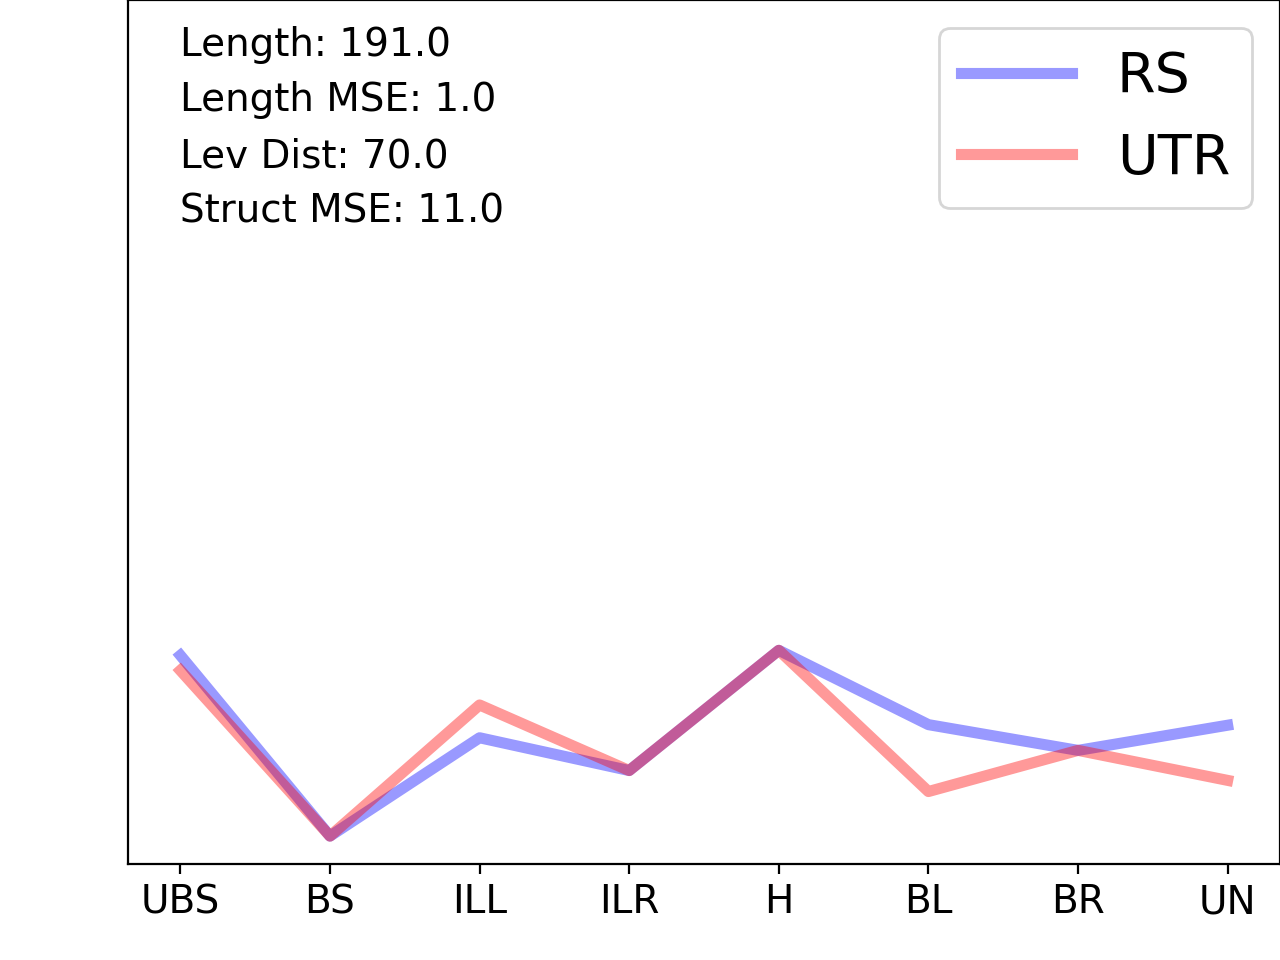 Length: 191.0
Length MSE: 1.0
Lev Dist: 70.0
Struct MSE: 11.0
RS
UTR
UBS BS ILL ILR H BL BR UN